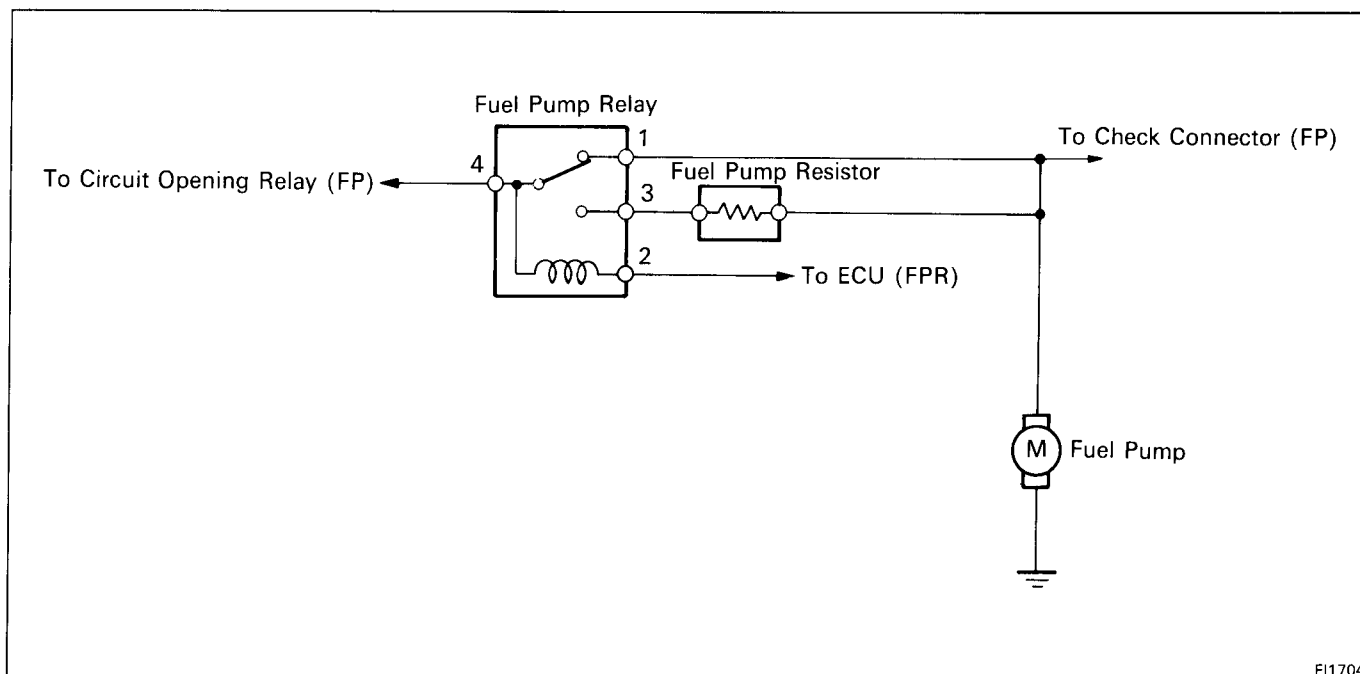 Fuel Pump Relay
1
To Check Connector (FP)
4
To Circuit Opening Relay (FP)
Fuel Pump Resistor
3
2
To ECU (FPR)
M
Fuel Pump
FI1704